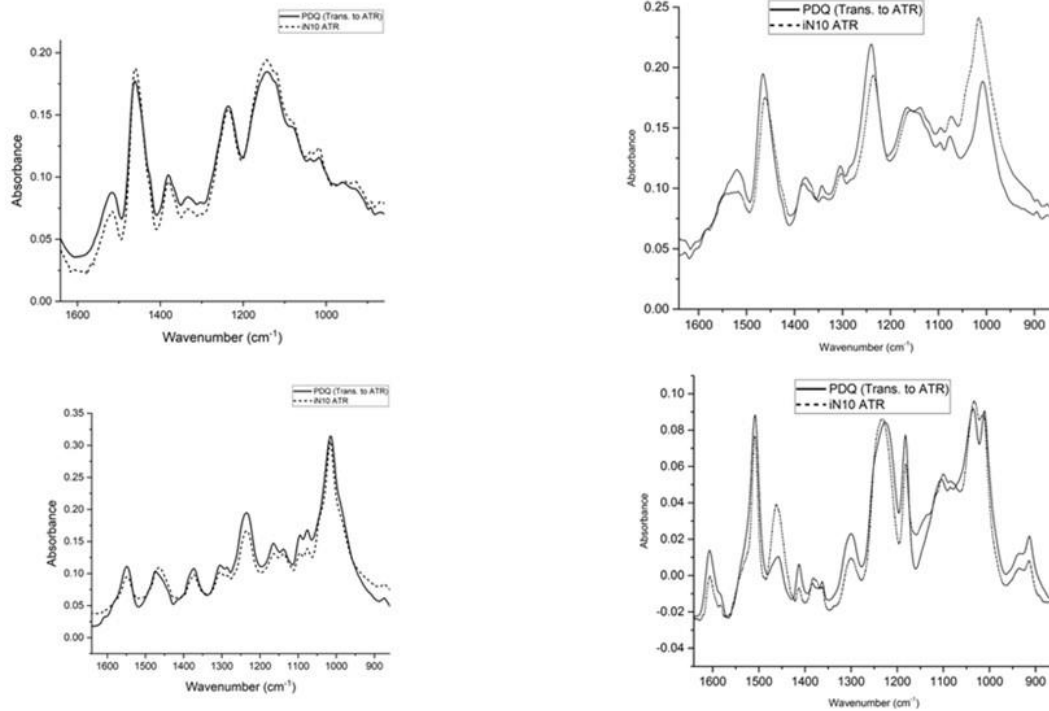 PDQ (Trans. to ATR)
iN10 ATR
0.20
0.15
0.10
0.05
0.00
Absorbance
1600 1400 1200 1000
Wavenumber (cm-1)
PDQ (Trans. to ATR)
iN10 ATR
0.25
0.20
0.15
0.10
0.05
0.00
Absorbance
1600 1500 1400 1300 1200 1100 1000 900
Wavenumber (cm-1)
PDQ (Trans. to ATR)
iN10 ATR
0.35
0.30
0.25
0.20
0.15
0.10
0.05
0.00
Absorbance
1600 1500 1400 1300 1200 1100 1000 900
Wavenumber (cm-1)
PDQ (Trans. to ATR)
iN10 ATR
0.10
0.08
0.06
0.04
0.02
0.00
-0.02
-0.04
Absorbance
1600 1500 1400 1300 1200 1100 1000 900
Wavenumber (cm-1)